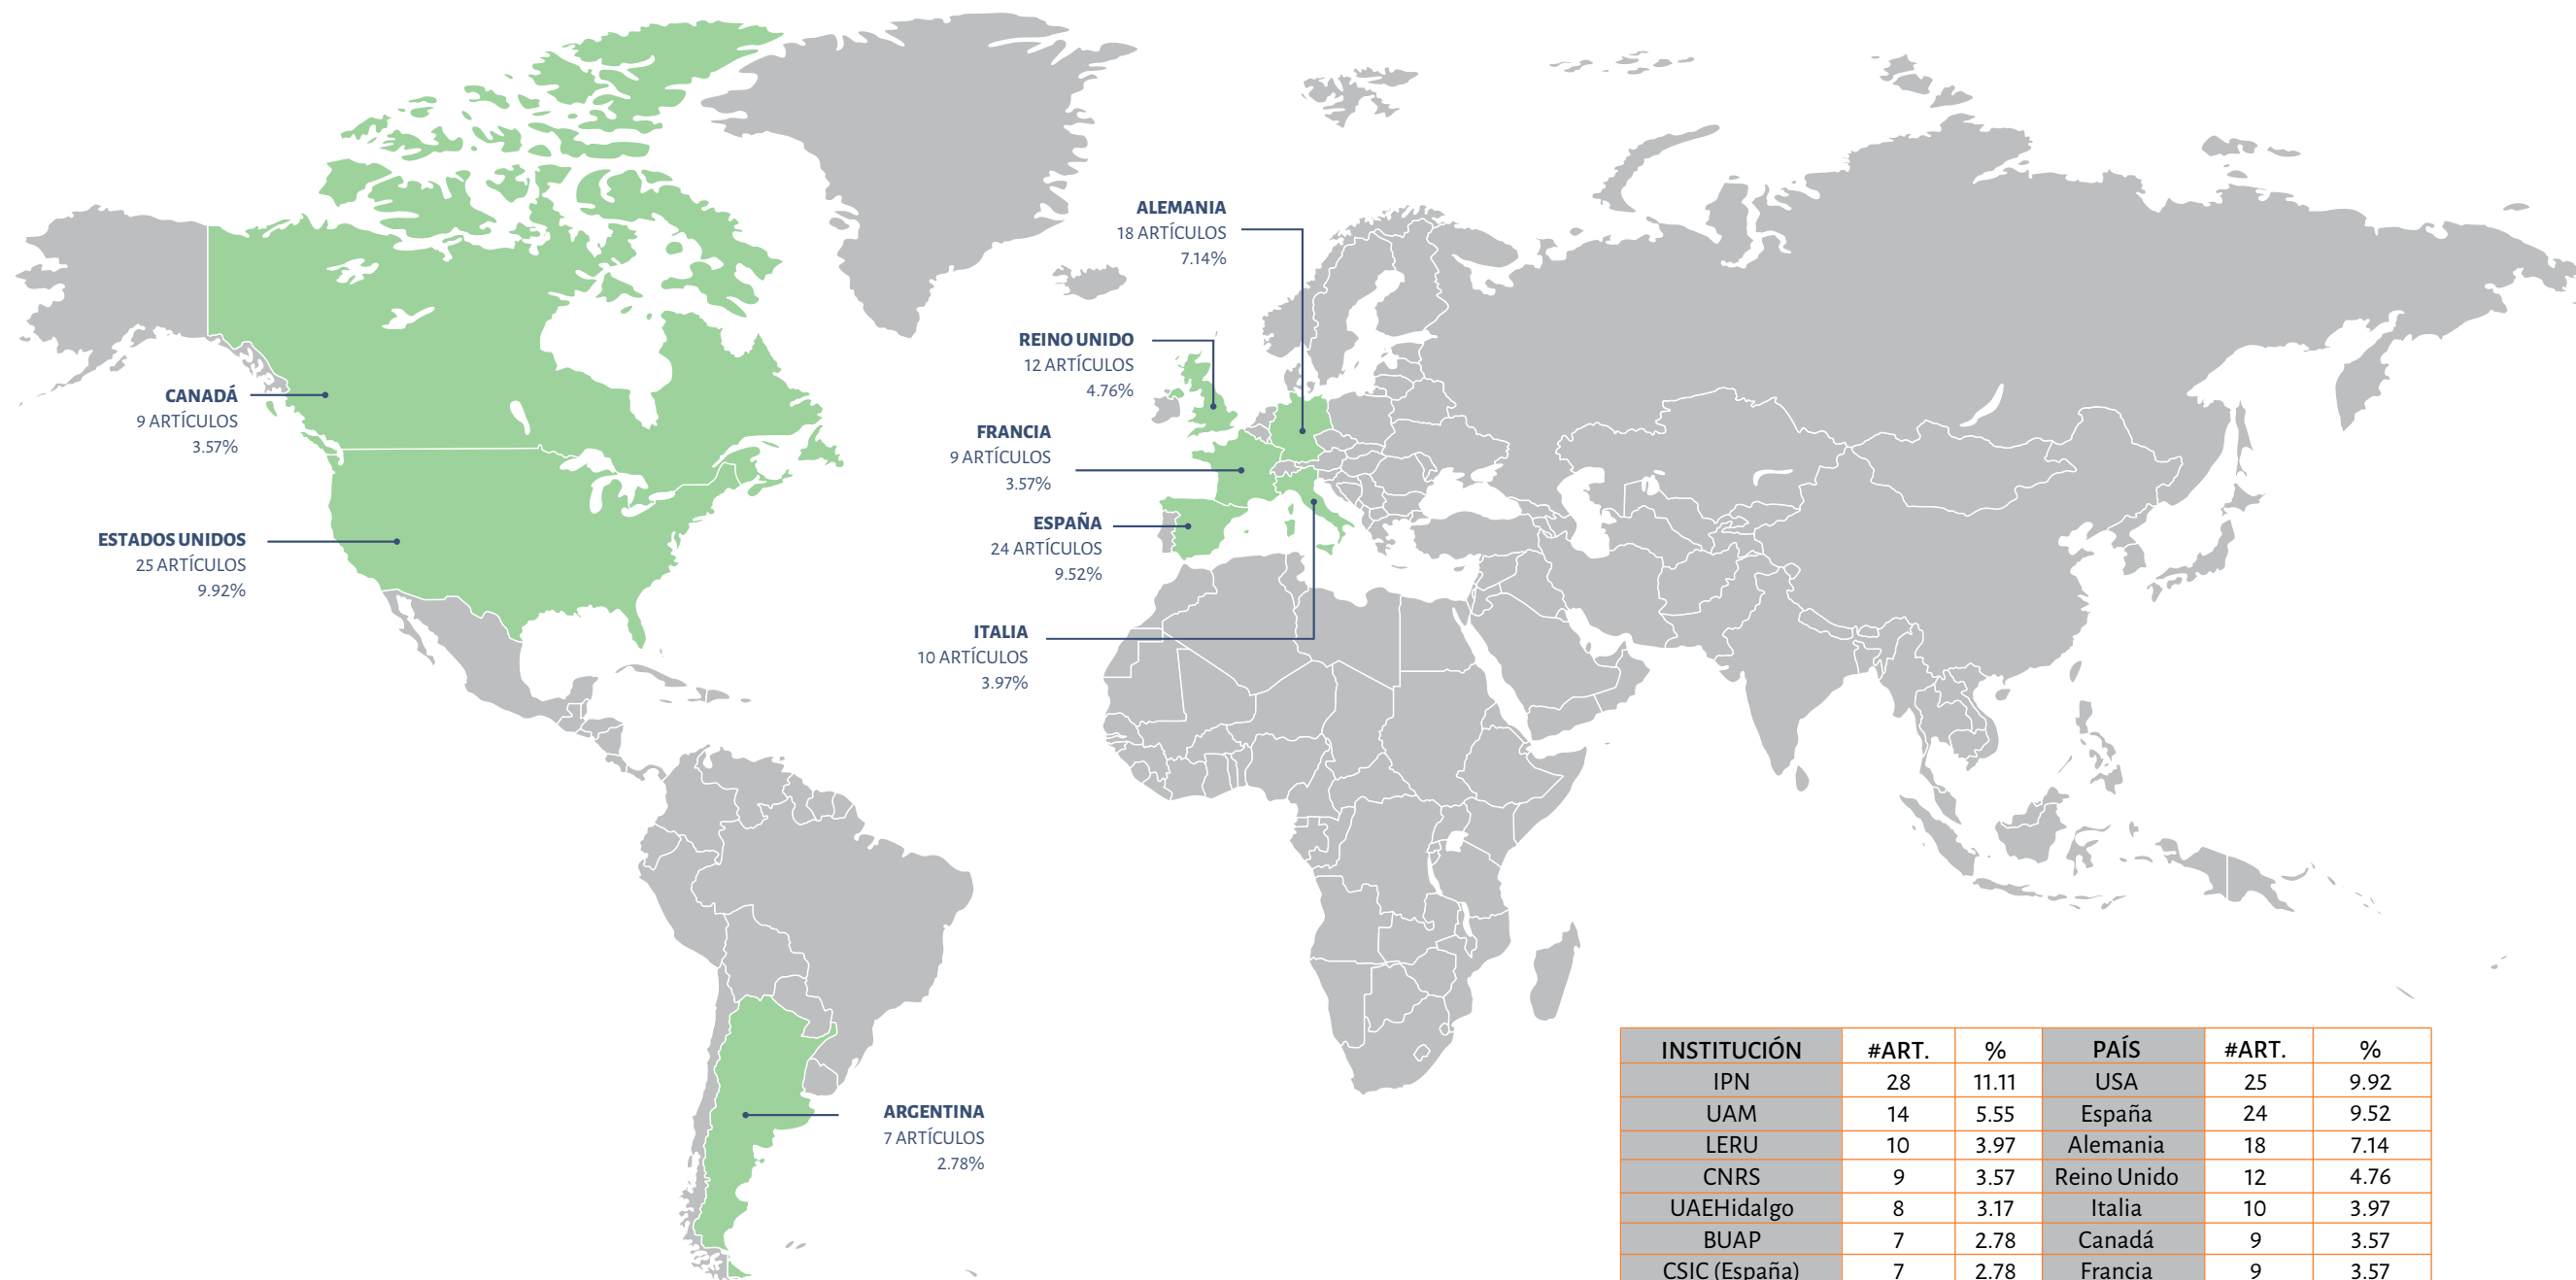 ALEMANIA
18 ARTÍCULOS
7.14%
REINO UNIDO
12 ARTÍCULOS
4.76%
CANADÁ
9 ARTÍCULOS
3.57%
FRANCIA
9 ARTÍCULOS
3.57%
ESPAÑA
24 ARTÍCULOS
9.52%
ESTADOS UNIDOS
25 ARTÍCULOS
9.92%
ITALIA
10 ARTÍCULOS
3.97%
ARGENTINA
7 ARTÍCULOS
2.78%
INSTITUCIÓN #ART. % PAÍS #ART. %
IPN 28 11.11 USA 25 9.92
UAM 14 5.55 España 24 9.52
LERU 10 3.97 Alemania 18 7.14
CNRS 9 3.57 Reino Unido 12 4.76
UAEHidalgo 8 3.17 Italia 10 3.97
BUAP 7 2.78 Canadá 9 3.57
CSIC (España) 7 2.78 Francia 9 3.57